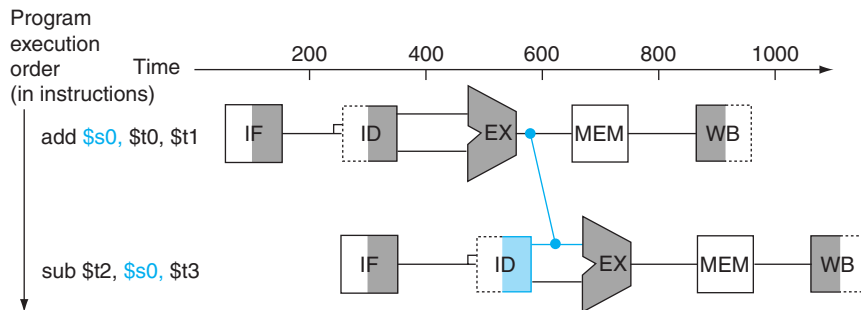 Program
execution
order
(in instructions)
Time
200 400 600 800 1000
add $s0, $t0, $t1
IF ID EX MEM WB
sub $t2, $s0, $t3
IF ID EX MEM WB